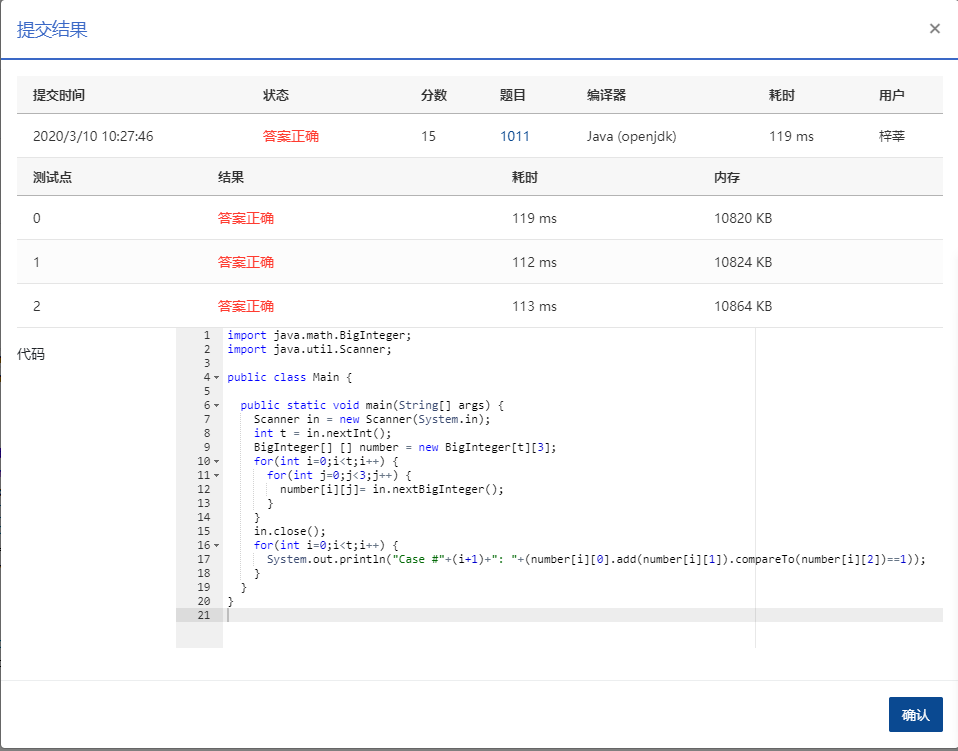 提交结果 ×
提交时间 状态 分数 题目 编译器 耗时 用户
2020/3/10 10:27:46 答案正确 15 1011 Java (openjdk) 119 ms 梓莘
测试点 结果 耗时 内存
0 答案正确 119 ms 10820 KB
1 答案正确 112 ms 10824 KB
2 答案正确 113 ms 10864 KB
代码
1 import java.math.BigInteger;
2 import java.util.Scanner;
3
4 public class Main {
5
6 public static void main(String[] args) {
7 Scanner in = new Scanner(System.in);
8 int t = in.nextInt();
9 BigInteger[] [] number = new BigInteger[t][3];
10 for(int i=0;i<t;i++) {
11 for(int j=0;j<3;j++) {
12 number[i][j]= in.nextBigInteger();
13 }
14 }
15 in.close();
16 for(int i=0;i<t;i++) {
17 System.out.println("Case #"+(i+1)+": "+(number[i][0].add(number[i][1]).compareTo(number[i][2])==1));
18 }
19 }
20 }
21
确认